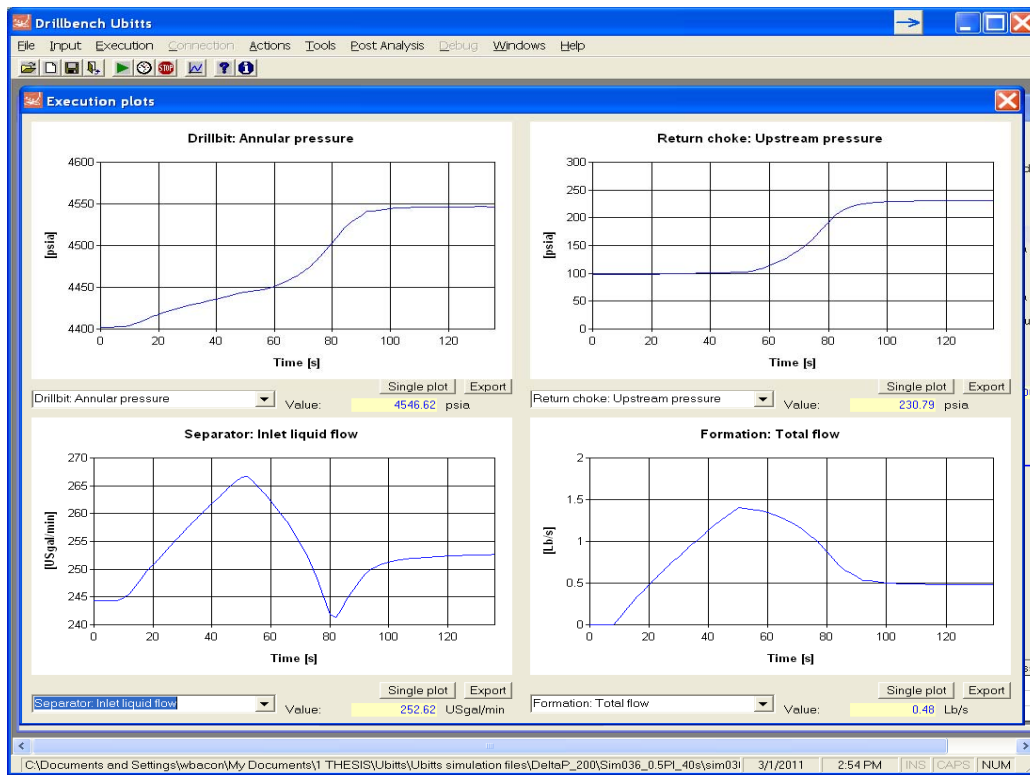 Drillbench Ubitts
File Input Execution Connection Actions Tools Post Analysis Debug Windows Help
STOP ? i
Execution plots
Drillbit: Annular pressure
4600
4550
4500
4450
4400
[psia]
0 20 40 60 80 100 120
Time [s]
Single plot Export
Drillbit: Annular pressure Value: 4546.62 psia
Return choke: Upstream pressure
300
250
200
150
100
50
0
[psia]
0 20 40 60 80 100 120
Time [s]
Single plot Export
Return choke: Upstream pressure Value: 230.79 psia
Separator: Inlet liquid flow
270
265
260
255
250
245
240
[USgal/min]
0 20 40 60 80 100 120
Time [s]
Single plot Export
Separator: Inlet liquid flow Value: 252.62 USgal/min
Formation: Total flow
2
1.5
1
0.5
0
[Lb/s]
0 20 40 60 80 100 120
Time [s]
Single plot Export
Formation: Total flow Value: 0.48 Lb/s
C:\Documents and Settings\wbacon\My Documents\1 THESIS\Ubitts\Ubitts simulation files\DeltaP_200\Sim036_0.5PI_40s\sim03 3/1/2011 2:54 PM INS CAPS NUM